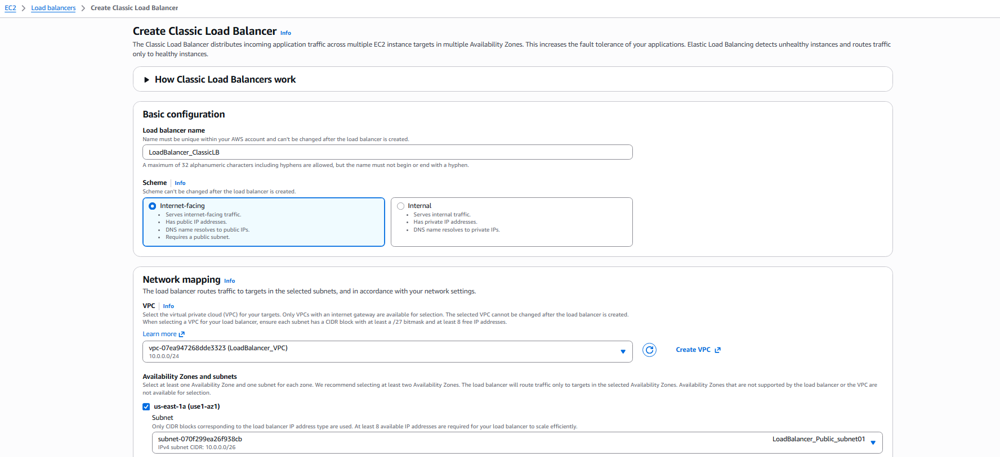 EC2 > Load balancers > Create Classic Load Balancer
Create Classic Load Balancer Info
The Classic Load Balancer distributes incoming application traffic across multiple EC2 instance targets in multiple Availability Zones. This increases the fault tolerance of your applications. Elastic Load Balancing detects unhealthy instances and routes traffic
only to healthy instances.
How Classic Load Balancers work
Basic configuration
Load balancer name
Name must be unique within your AWS account and can't be changed after the load balancer is created.
LoadBalancer_ClassicLB
A maximum of 32 alphanumeric characters including hyphens are allowed, but the name must not begin or end with a hyphen.
Scheme | Info
Scheme can't be changed after the load balancer is created.
Internet-facing
• Serves internet-facing traffic.
• Has public IP addresses.
• DNS name resolves to public IPs.
• Requires a public subnet.
Internal
• Serves internal traffic.
• Has private IP addresses.
• DNS name resolves to private IPs.
Network mapping Info
The load balancer routes traffic to targets in the selected subnets, and in accordance with your network settings.
VPC | Info
Select the virtual private cloud (VPC) for your targets. Only VPCs with an internet gateway are available for selection. The selected VPC cannot be changed after the load balancer is created.
When selecting a VPC for your load balancer, ensure each subnet has a CIDR block with at least a /27 bitmask and at least 8 free IP addresses.
Learn more
vpc-07ea947268dde3323 (LoadBalancer_VPC)
10.0.0.0/24
Create VPC
Availability Zones and subnets
Select at least one Availability Zone and one subnet for each zone. We recommend selecting at least two Availability Zones. The load balancer will route traffic only to targets in the selected Availability Zones. Availability Zones that are not supported by the load balancer or the VPC are
not available for selection.
us-east-1a (use1-az1)
Subnet
Only CIDR blocks corresponding to the load balancer IP address type are used. At least 8 available IP addresses are required for your load balancer to scale efficiently.
subnet-070f299ea26f938cb LoadBalancer_Public_subnet01
IPv4 subnet CIDR: 10.0.0.0/26